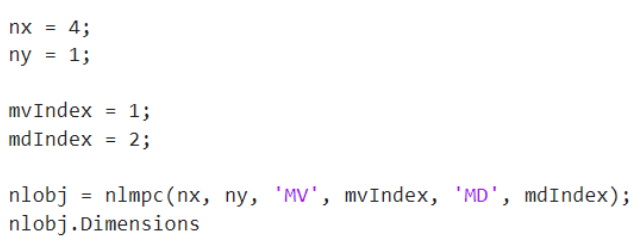 nx = 4;
ny = 1;
mvIndex = 1;
mdIndex = 2;
nlobj = nlmpc(nx, ny, 'MV', mvIndex, 'MD', mdIndex);
nlobj.Dimensions